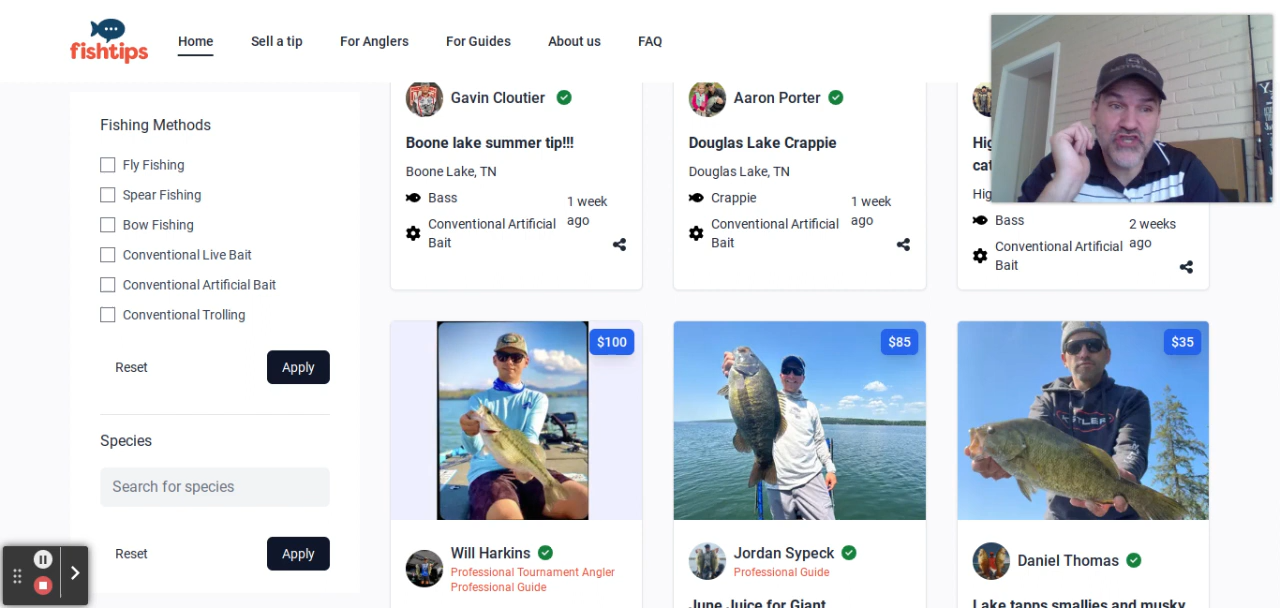 fishtips
Home
Sell a tip
For Anglers
For Guides
About us
FAQ
Fishing Methods
Fly Fishing
Spear Fishing
Bow Fishing
Conventional Live Bait
Conventional Artificial Bait
Conventional Trolling
Reset
Apply
Species
Search for species
Reset
Apply
Gavin Cloutier
Boone lake summer tip!!!
Boone Lake, TN
Bass
Conventional Artificial
Bait
1 week
ago
Aaron Porter
Douglas Lake Crappie
Douglas Lake, TN
Crappie
Conventional Artificial
Bait
1 week
ago
Bass
Conventional Artificial
Bait
2 weeks
ago
$100
Will Harkins
Professional Tournament Angler
Professional Guide
$85
Jordan Sypeck
Professional Guide
June Juice for Giant
$35
Daniel Thomas
Lake tapps smallies and musky